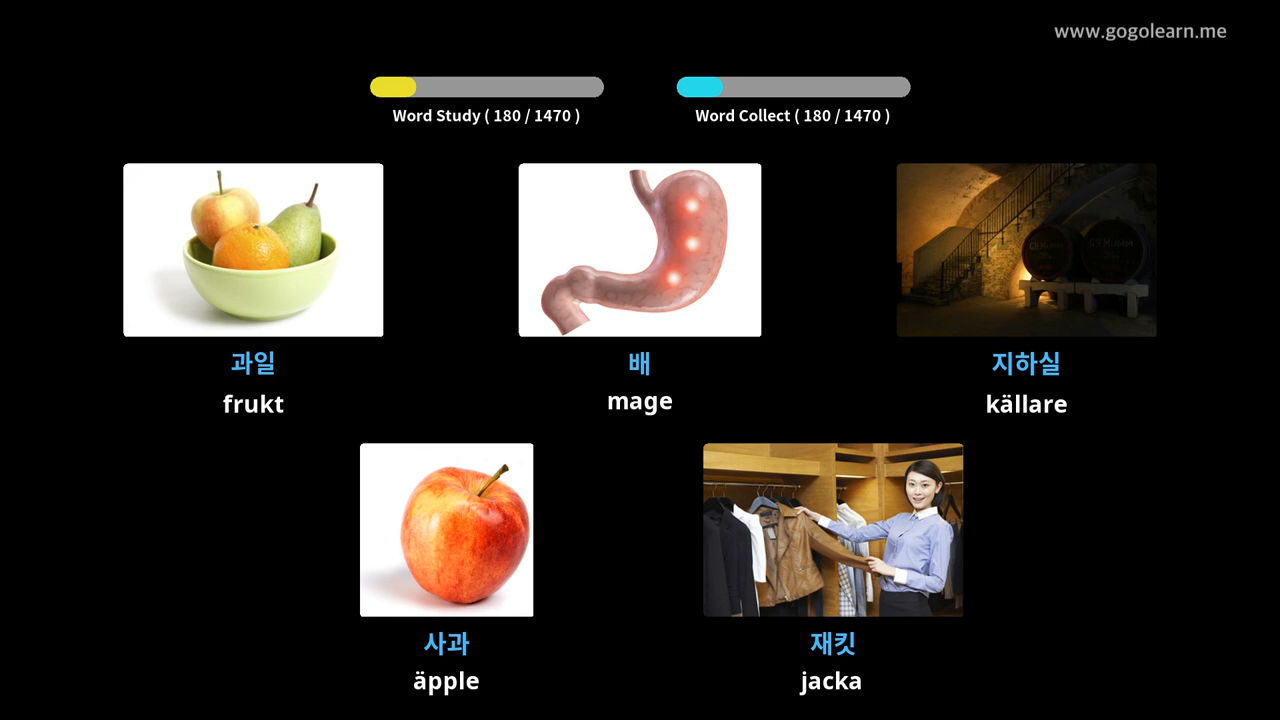 www.gogolearn.me
Word Study ( 180 / 1470 )
Word Collect ( 180 / 1470 )
과일
배
지하실
frukt
mage
källare
사과
재킷
äpple
jacka